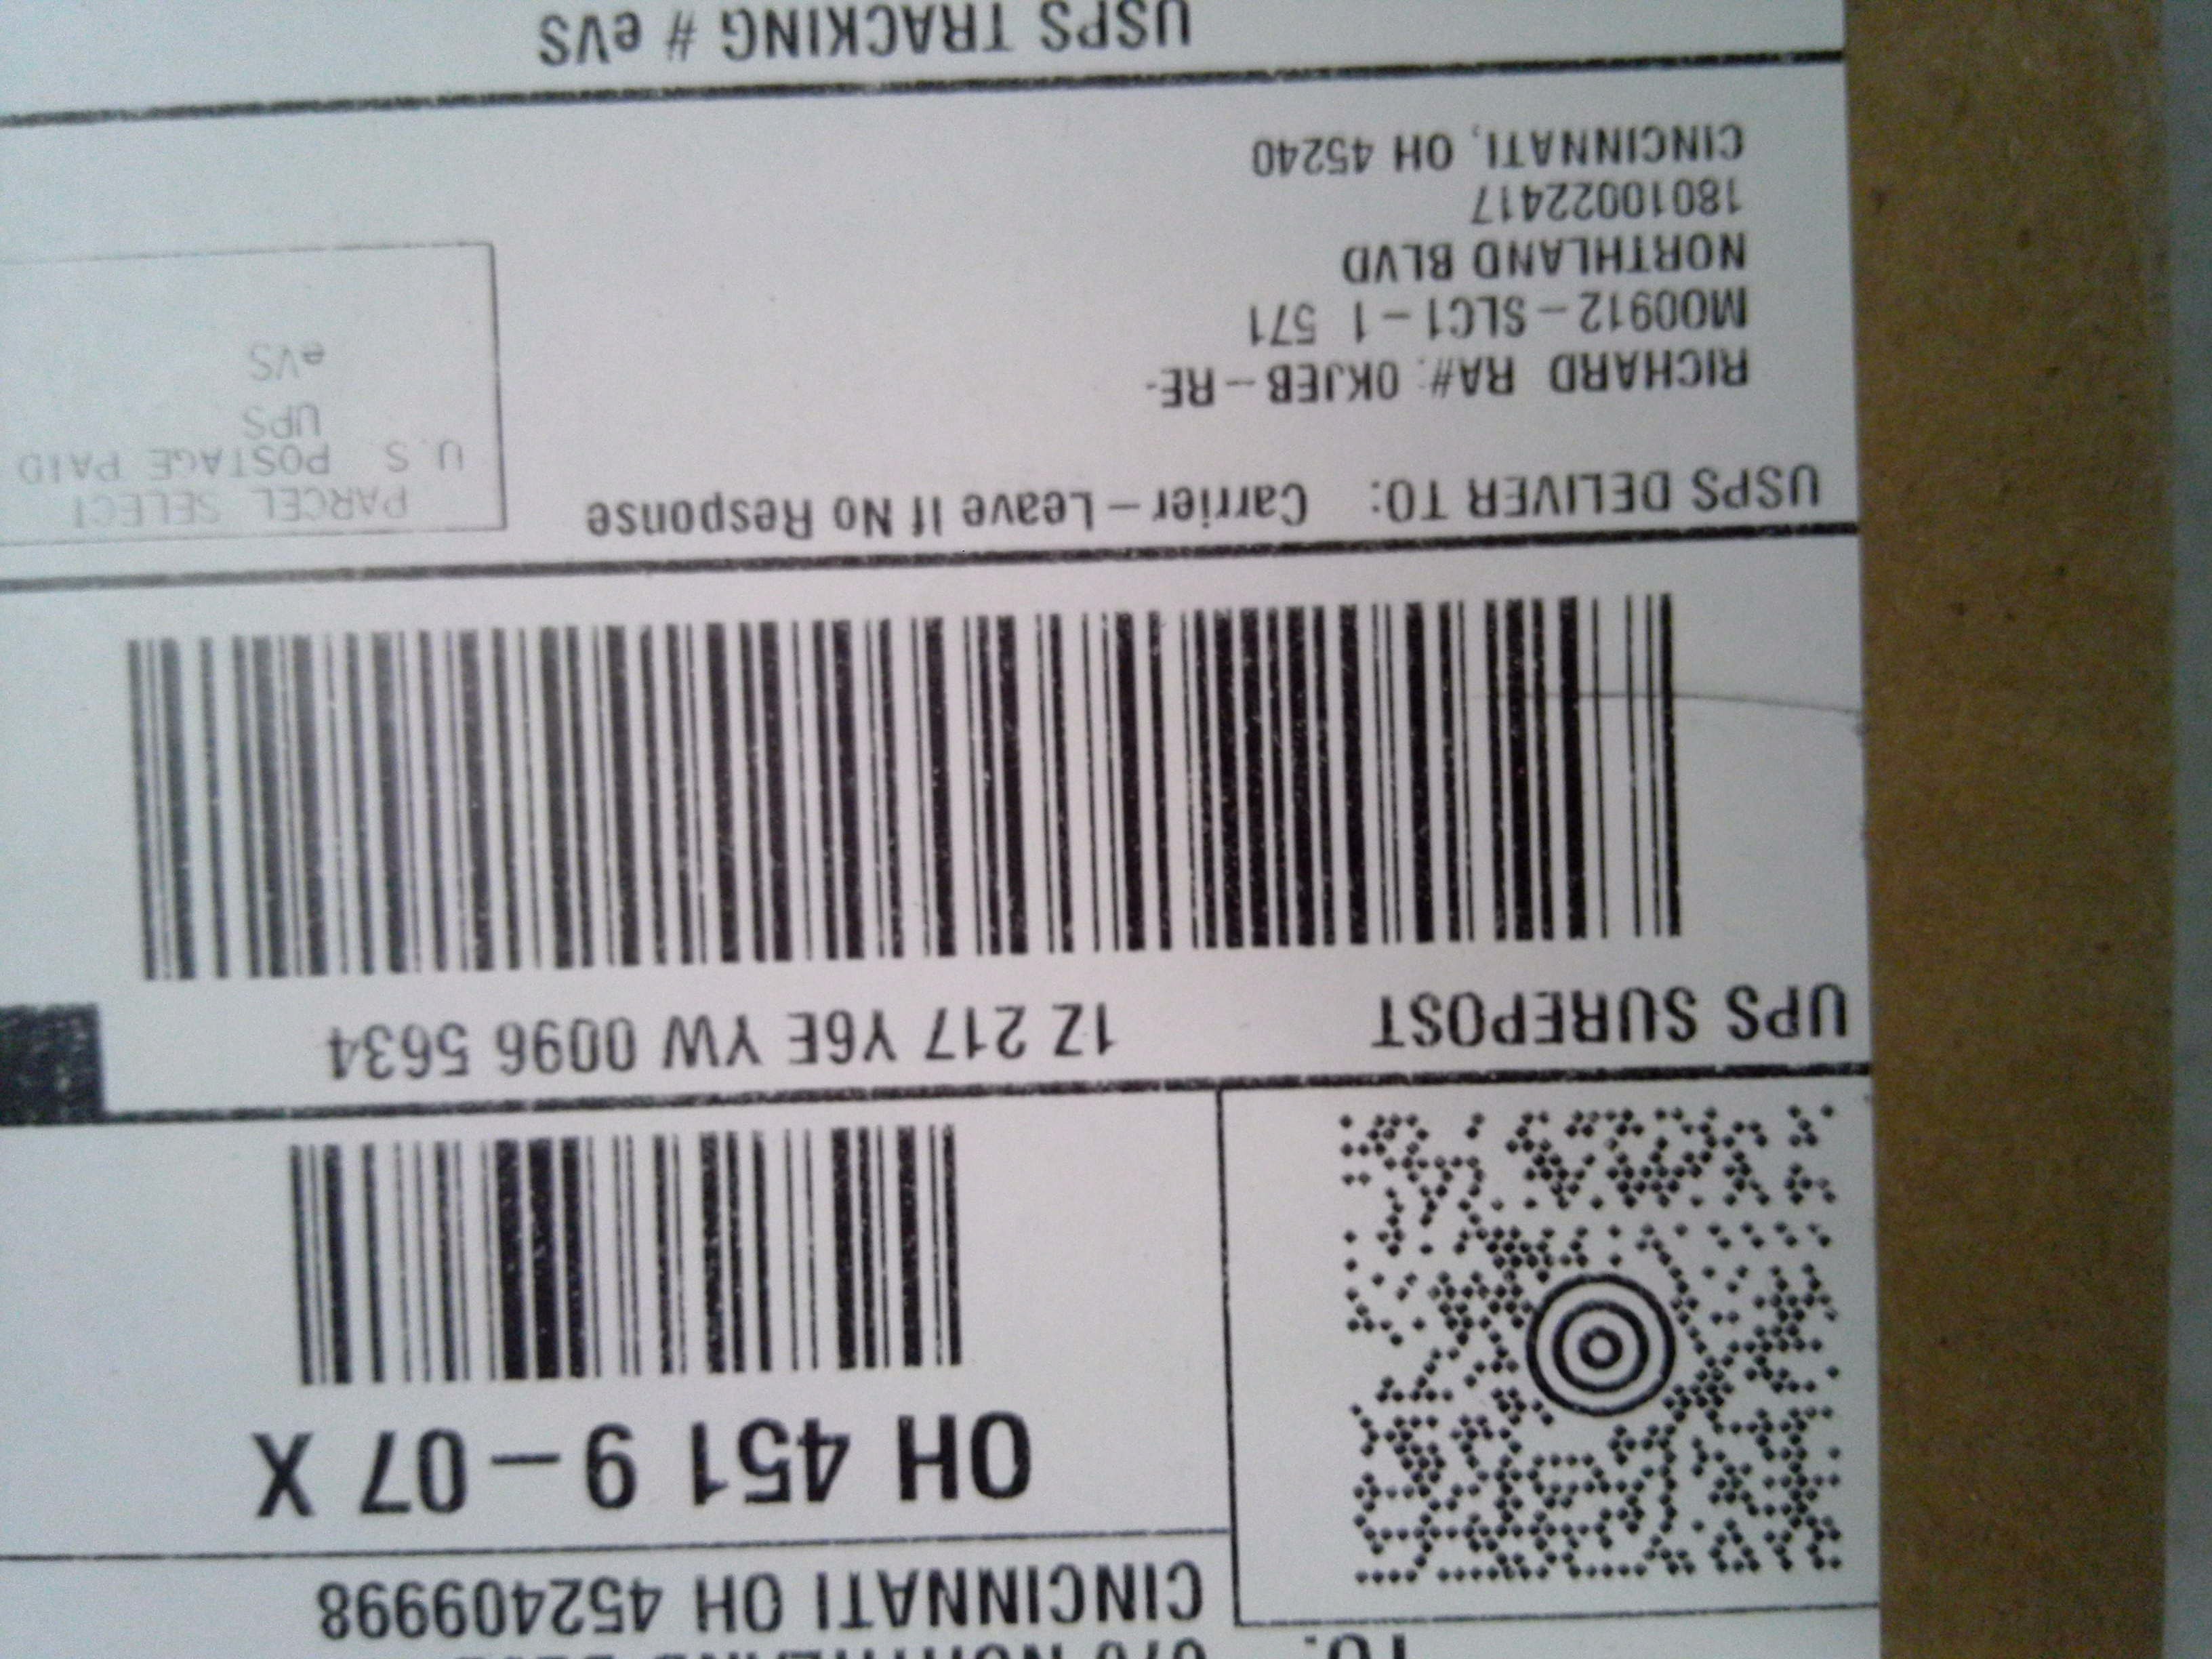 TO:
CINCINNATI OH 452409998
OH 451 9-07 X
UPS SUREPOST
1Z 217 Y6E YW 0096 5634
USPS DELIVER TO: Carrier - Leave If No Response
PARCEL SELECT
U.S. POSTAGE PAID
UPS
eVS
RICHARD RA#: 0KJEB-RE-
M00912-SLC1-1 571
NORTHLAND BLVD
18010022417
CINCINNATI, OH 45240
USPS TRACKING # eVS